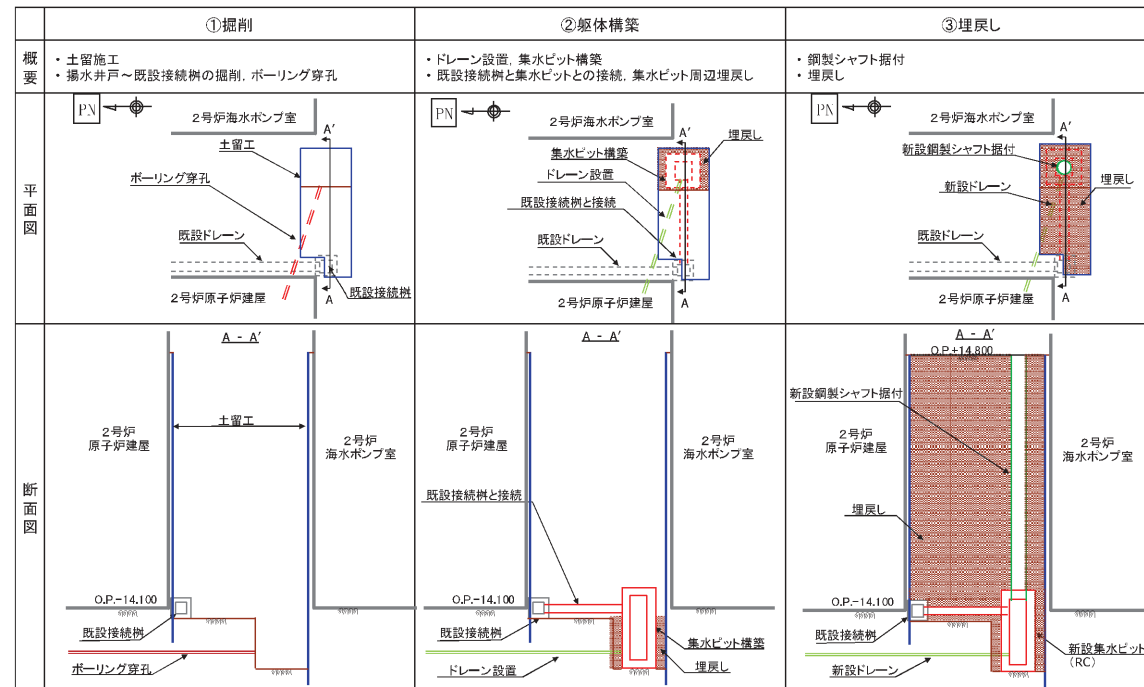 ①掘削
②躯体構築
③埋戻し
概要
・土留施工
・揚水井戸～既設接続桝の掘削，ボーリング穿孔
・ドレーン設置，集水ピット構築
・既設接続桝と集水ピットとの接続，集水ピット周辺埋戻し
・鋼製シャフト据付
・埋戻し
平面図
PN
2号炉海水ポンプ室
A′
土留工
ボーリング穿孔
既設ドレーン
既設接続桝
A
2号炉原子炉建屋
PN
2号炉海水ポンプ室
A′
集水ピット構築
埋戻し
ドレーン設置
既設接続桝と接続
既設ドレーン
2号炉原子炉建屋
A
PN
2号炉海水ポンプ室
A′
新設鋼製シャフト据付
埋戻し
新設ドレーン
既設ドレーン
2号炉原子炉建屋
A
断面図
A - A′
土留工
2号炉
原子炉建屋
2号炉
海水ポンプ室
O.P.-14.100
既設接続桝
ボーリング穿孔
A - A′
2号炉
原子炉建屋
2号炉
海水ポンプ室
既設接続桝と接続
O.P.-14.100
既設接続桝
集水ピット構築
ドレーン設置
埋戻し
A - A′
O.P.+14.800
新設鋼製シャフト据付
2号炉
原子炉建屋
2号炉
海水ポンプ室
埋戻し
O.P.-14.100
既設接続桝
新設ドレーン
新設集水ピット
(RC)